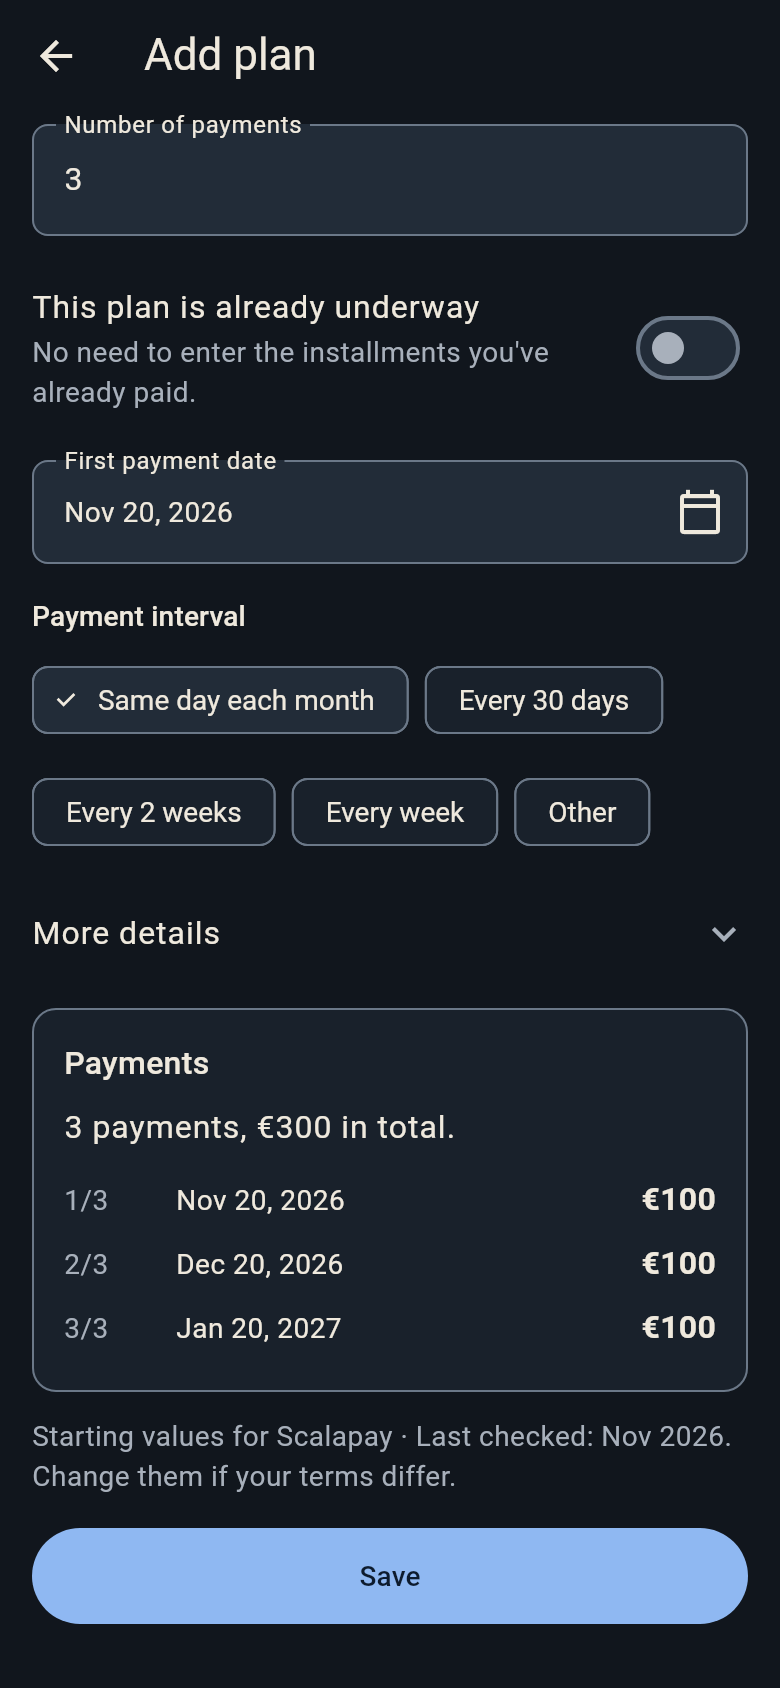 Add plan
Number of payments
3
This plan is already underway
No need to enter the installments you've
already paid.
First payment date
Nov 20, 2026
Payment interval
Same day each month
Every 30 days
Every 2 weeks
Every week
Other
More details
Payments
3 payments, €300 in total.
1/3 Nov 20, 2026 €100
2/3 Dec 20, 2026 €100
3/3 Jan 20, 2027 €100
Starting values for Scalapay · Last checked: Nov 2026.
Change them if your terms differ.
Save